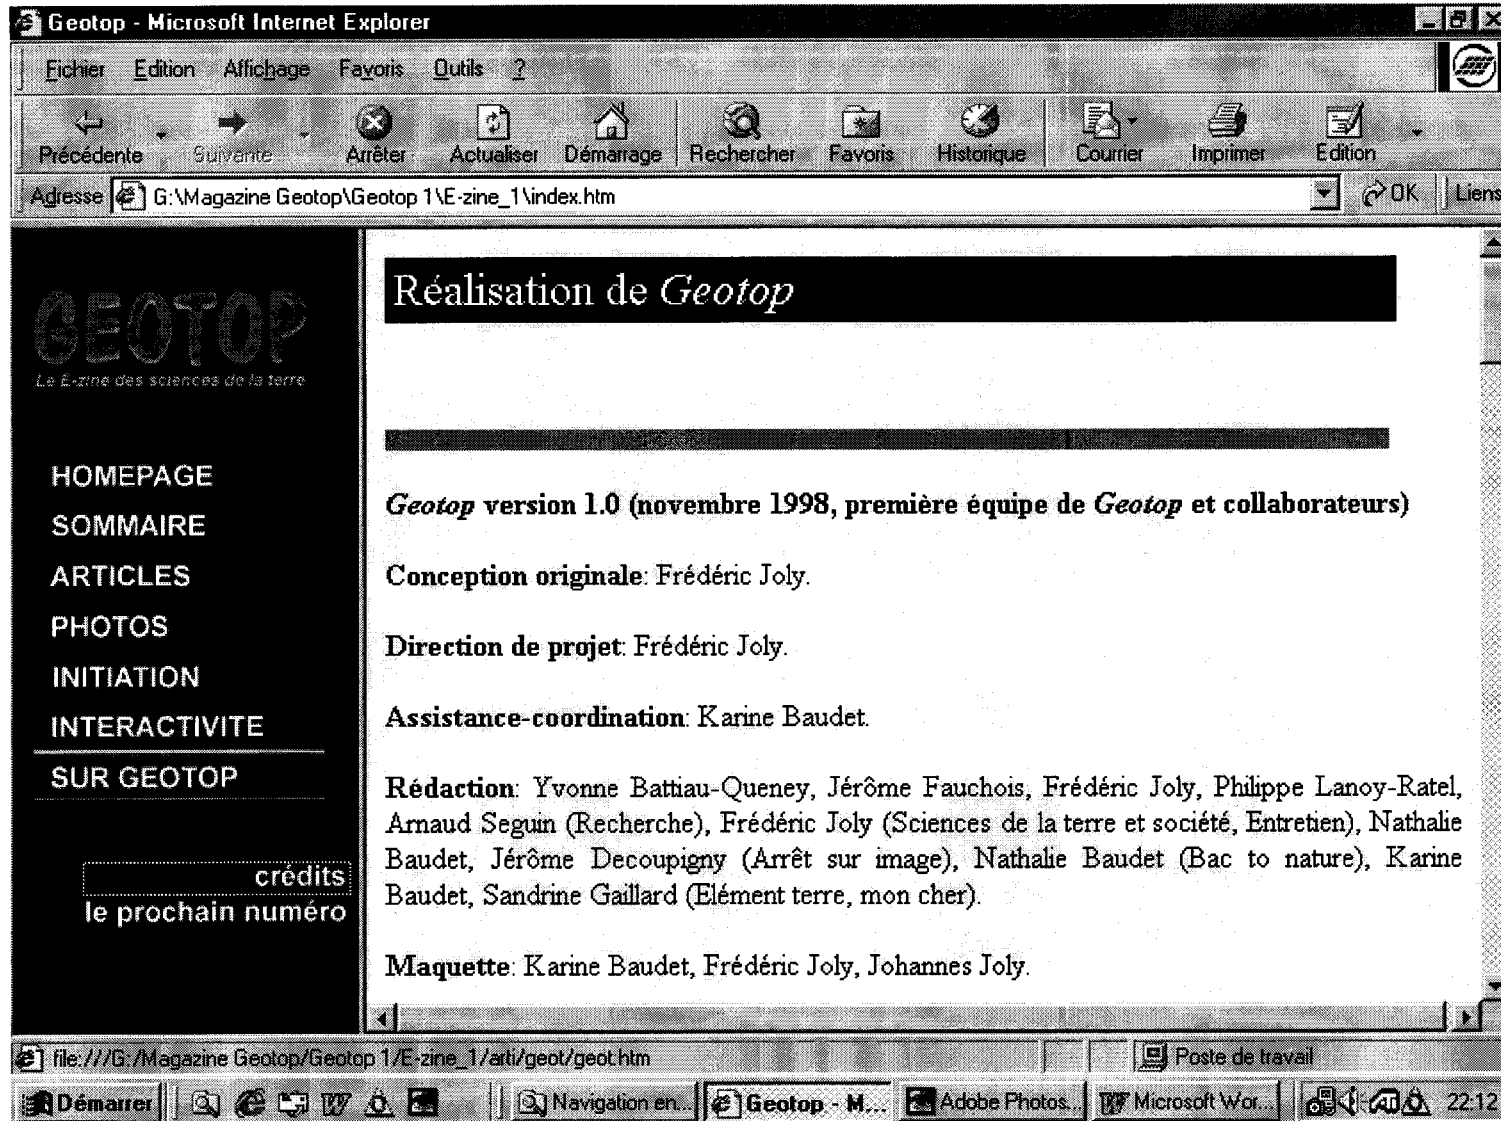 Geotop - Microsoft Internet Explorer
Fichier Edition Affichage Favoris Outils ?
Précédente Suivante Arrêter Actualiser Démarrage Rechercher Favoris Historique Courrier Imprimer Edition
Adresse G:\Magazine Geotop\Geotop 1\E-zine_1\index.htm OK Liens
GEOTOP
Le E-zine des sciences de la terre
HOMEPAGE
SOMMAIRE
ARTICLES
PHOTOS
INITIATION
INTERACTIVITE
SUR GEOTOP
crédits
le prochain numéro
Réalisation de Geotop
Geotop version 1.0 (novembre 1998, première équipe de Geotop et collaborateurs)
Conception originale: Frédéric Joly.
Direction de projet: Frédéric Joly.
Assistance-coordination: Karine Baudet.
Rédaction: Yvonne Battiau-Queney, Jérôme Fauchois, Frédéric Joly, Philippe Lanoy-Ratel,
Arnaud Seguin (Recherche), Frédéric Joly (Sciences de la terre et société, Entretien), Nathalie
Baudet, Jérôme Decoupigny (Arrêt sur image), Nathalie Baudet (Bac to nature), Karine
Baudet, Sandrine Gaillard (Elément terre, mon cher).
Maquette: Karine Baudet, Frédéric Joly, Johannes Joly.
file:///G:/Magazine Geotop/Geotop 1/E-zine_1/arti/geot/geot.htm Poste de travail
Démarrer Navigation en... Geotop - M... Adobe Photos... Microsoft Wor... 22:12